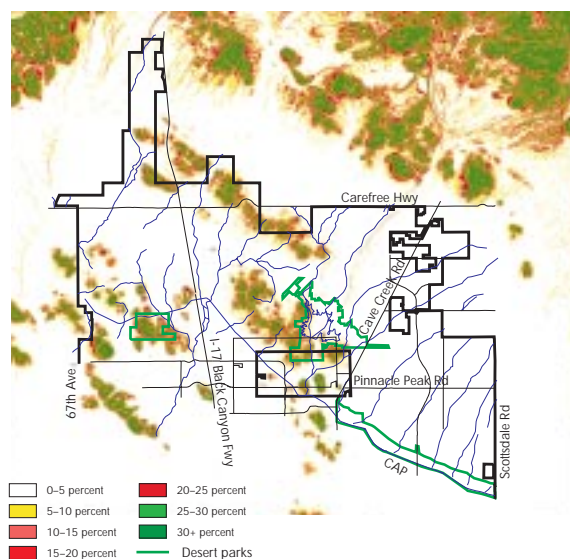 Carefree Hwy
Cave Creek Rd
67th Ave
I-17 Black Canyon Fwy
Pinnacle Peak Rd
Scottsdale Rd
CAP
0–5 percent
5–10 percent
10–15 percent
15–20 percent
20–25 percent
25–30 percent
30+ percent
Desert parks